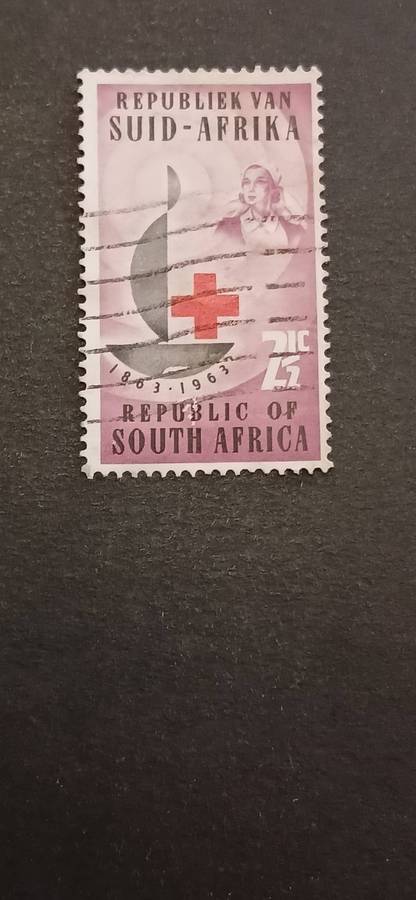 REPUBLIEK VAN
SUID-AFRIKA
1863·1963
2½C
REPUBLIC OF
SOUTH AFRICA